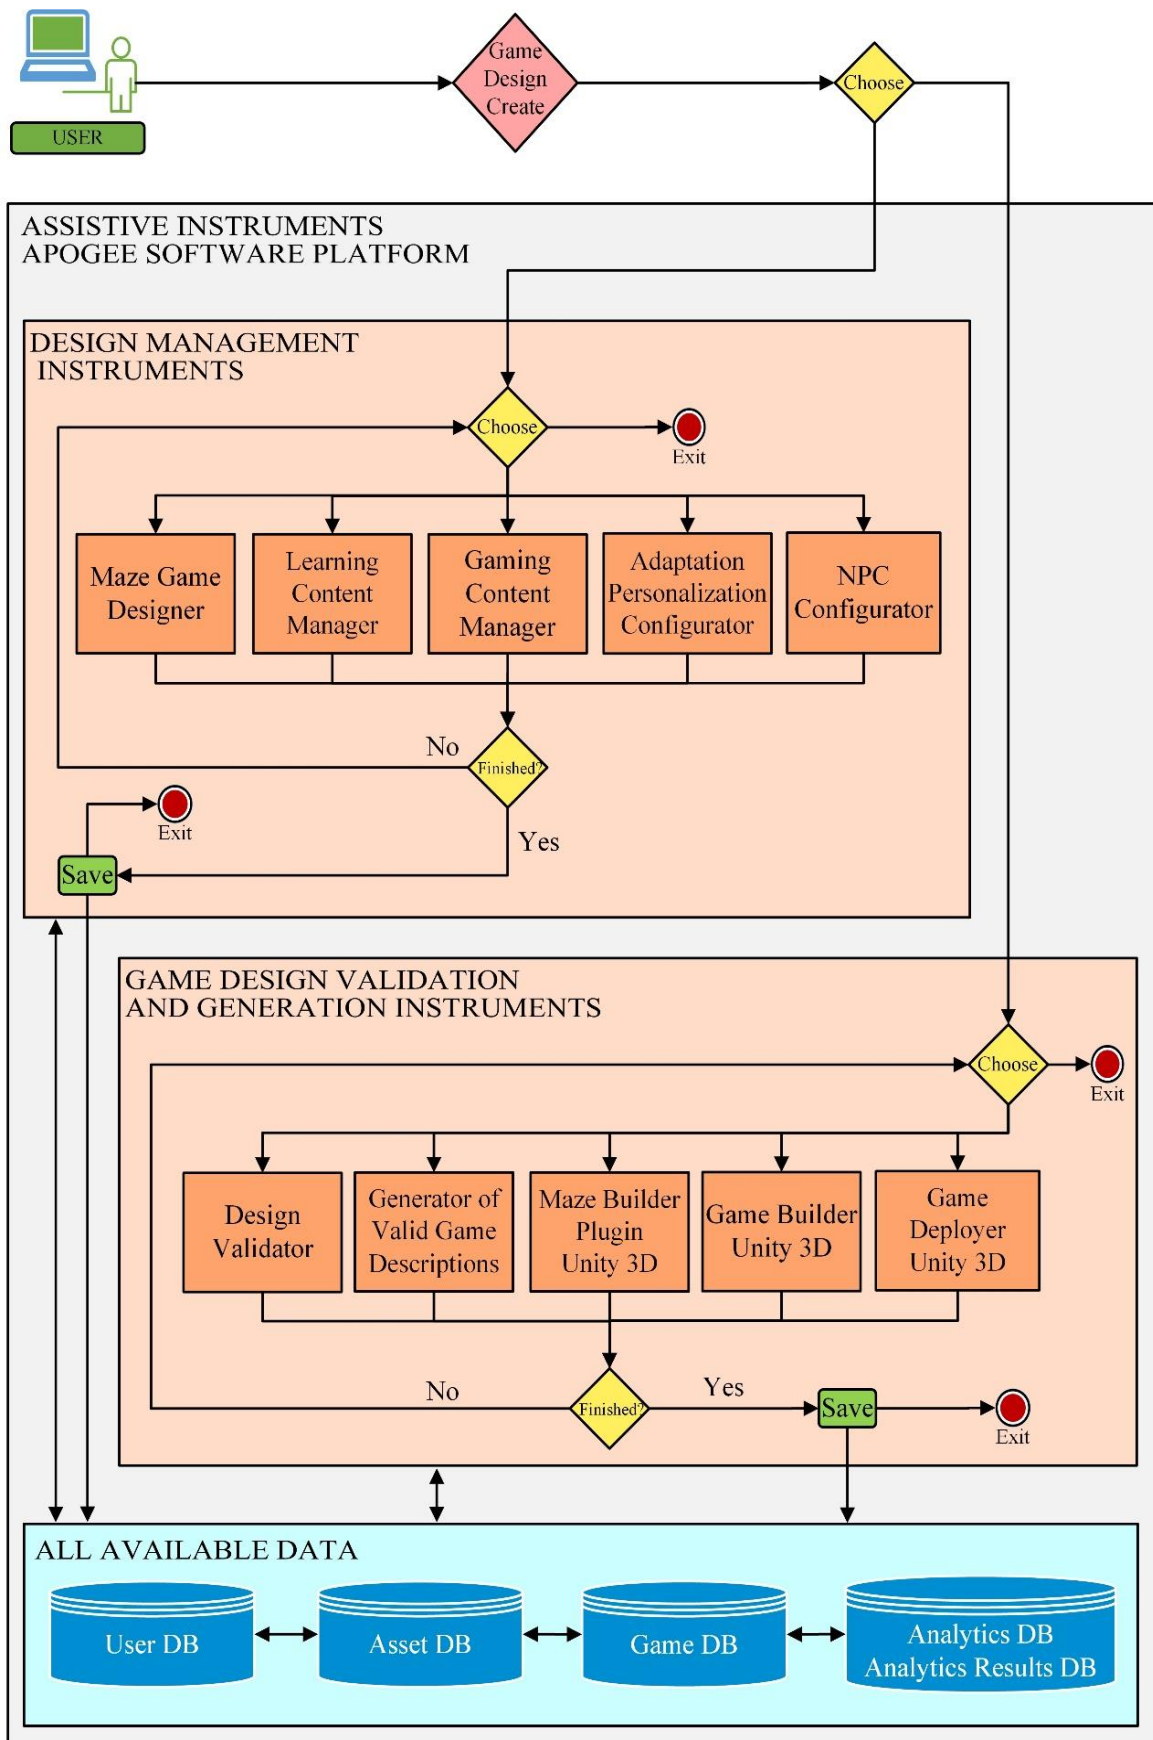 Game
Design
Create
Choose
USER
ASSISTIVE INSTRUMENTS
APOGEE SOFTWARE PLATFORM
DESIGN MANAGEMENT
INSTRUMENTS
Choose
Exit
Maze Game
Designer
Learning
Content
Manager
Gaming
Content
Manager
Adaptation
Personalization
Configurator
NPC
Configurator
No
Finished?
Yes
Exit
Save
GAME DESIGN VALIDATION
AND GENERATION INSTRUMENTS
Choose
Exit
Design
Validator
Generator of
Valid Game
Descriptions
Maze Builder
Plugin
Unity 3D
Game Builder
Unity 3D
Game
Deployer
Unity 3D
No
Finished?
Yes
Save
Exit
ALL AVAILABLE DATA
User DB
Asset DB
Game DB
Analytics DB
Analytics Results DB